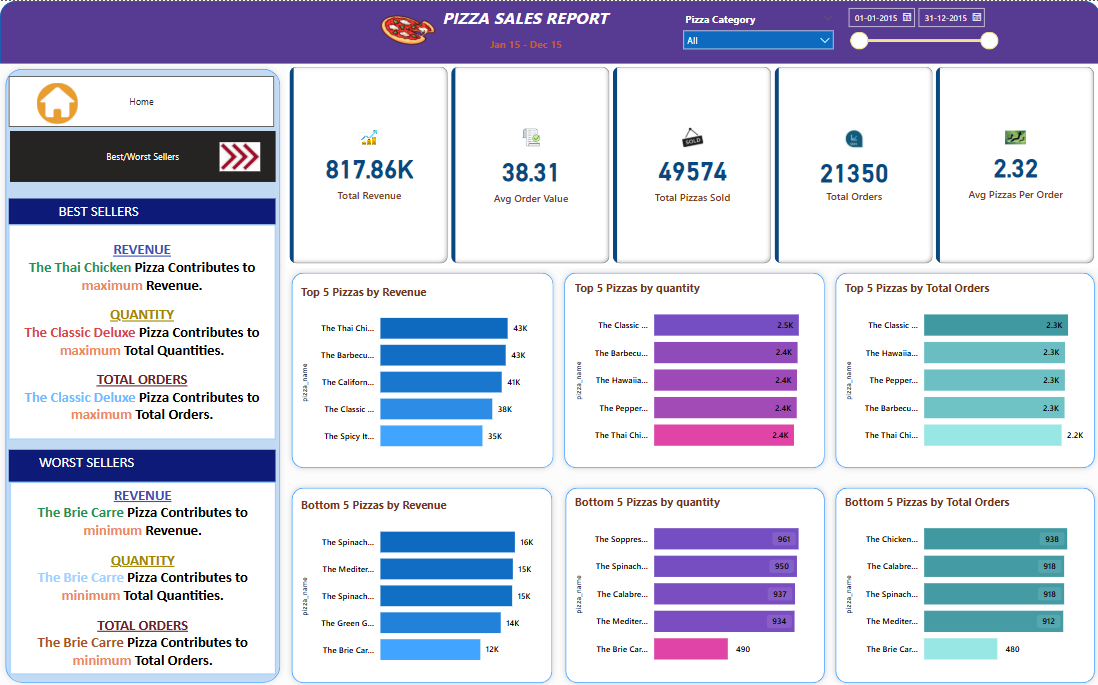 PIZZA SALES REPORT
Jan 15 - Dec 15
Pizza Category
All
01-01-2015
31-12-2015
Home
Best/Worst Sellers
BEST SELLERS
REVENUE
The Thai Chicken Pizza Contributes to
maximum Revenue.
QUANTITY
The Classic Deluxe Pizza Contributes to
maximum Total Quantities.
TOTAL ORDERS
The Classic Deluxe Pizza Contributes to
maximum Total Orders.
WORST SELLERS
REVENUE
The Brie Carre Pizza Contributes to
minimum Revenue.
QUANTITY
The Brie Carre Pizza Contributes to
minimum Total Quantities.
TOTAL ORDERS
The Brie Carre Pizza Contributes to
minimum Total Orders.
817.86K
Total Revenue
38.31
Avg Order Value
SOLD
49574
Total Pizzas Sold
21350
Total Orders
2.32
Avg Pizzas Per Order
Top 5 Pizzas by Revenue
pizza_name
The Thai Chi... 43K
The Barbecu... 43K
The Californ... 41K
The Classic ... 38K
The Spicy It... 35K
Top 5 Pizzas by quantity
pizza_name
The Classic ... 2.5K
The Barbecu... 2.4K
The Hawaiia... 2.4K
The Pepper... 2.4K
The Thai Chi... 2.4K
Top 5 Pizzas by Total Orders
pizza_name
The Classic ... 2.3K
The Hawaiia... 2.3K
The Pepper... 2.3K
The Barbecu... 2.3K
The Thai Chi... 2.2K
Bottom 5 Pizzas by Revenue
pizza_name
The Spinach... 16K
The Mediter... 15K
The Spinach... 15K
The Green G... 14K
The Brie Car... 12K
Bottom 5 Pizzas by quantity
pizza_name
The Soppres... 961
The Spinach... 950
The Calabre... 937
The Mediter... 934
The Brie Car... 490
Bottom 5 Pizzas by Total Orders
pizza_name
The Chicken... 938
The Calabre... 918
The Spinach... 918
The Mediter... 912
The Brie Car... 480